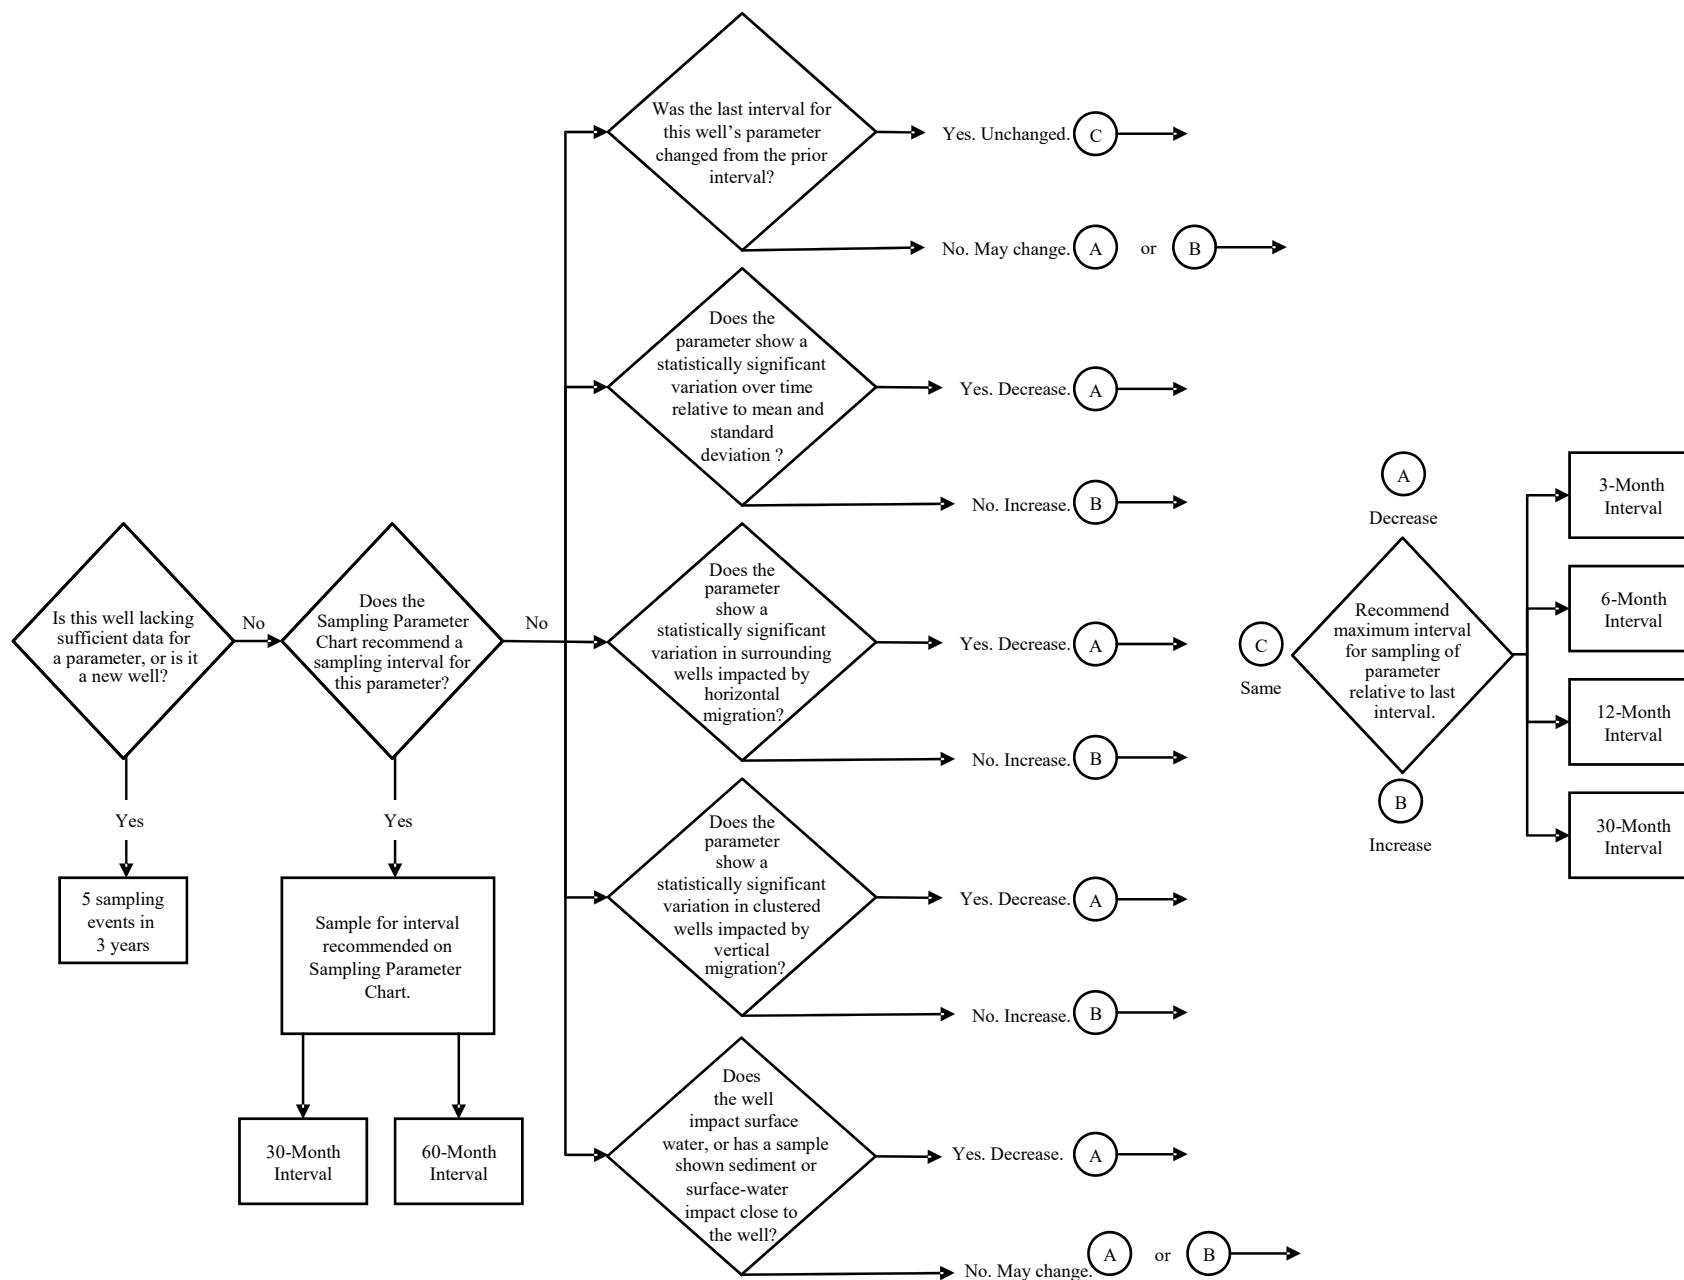 Is this well lacking
sufficient data for
a parameter, or is it
a new well?
No
Yes
5 sampling
events in
3 years
Does the
Sampling Parameter
Chart recommend a
sampling interval for
this parameter?
No
Yes
Sample for interval
recommended on
Sampling Parameter
Chart.
30-Month
Interval
60-Month
Interval
Was the last interval for
this well’s parameter
changed from the prior
interval?
Yes. Unchanged. C
No. May change. A or B
Does the
parameter show a
statistically significant
variation over time
relative to mean and
standard
deviation ?
Yes. Decrease. A
No. Increase. B
Does the
parameter
show a
statistically significant
variation in surrounding
wells impacted by
horizontal
migration?
Yes. Decrease. A
No. Increase. B
Does the
parameter
show a
statistically significant
variation in clustered
wells impacted by
vertical
migration?
Yes. Decrease. A
No. Increase. B
Does
the well
impact surface
water, or has a sample
shown sediment or
surface-water
impact close to
the well?
Yes. Decrease. A
No. May change. A or B
A
Decrease
C
Same
Recommend
maximum interval
for sampling of
parameter
relative to last
interval.
B
Increase
3-Month
Interval
6-Month
Interval
12-Month
Interval
30-Month
Interval